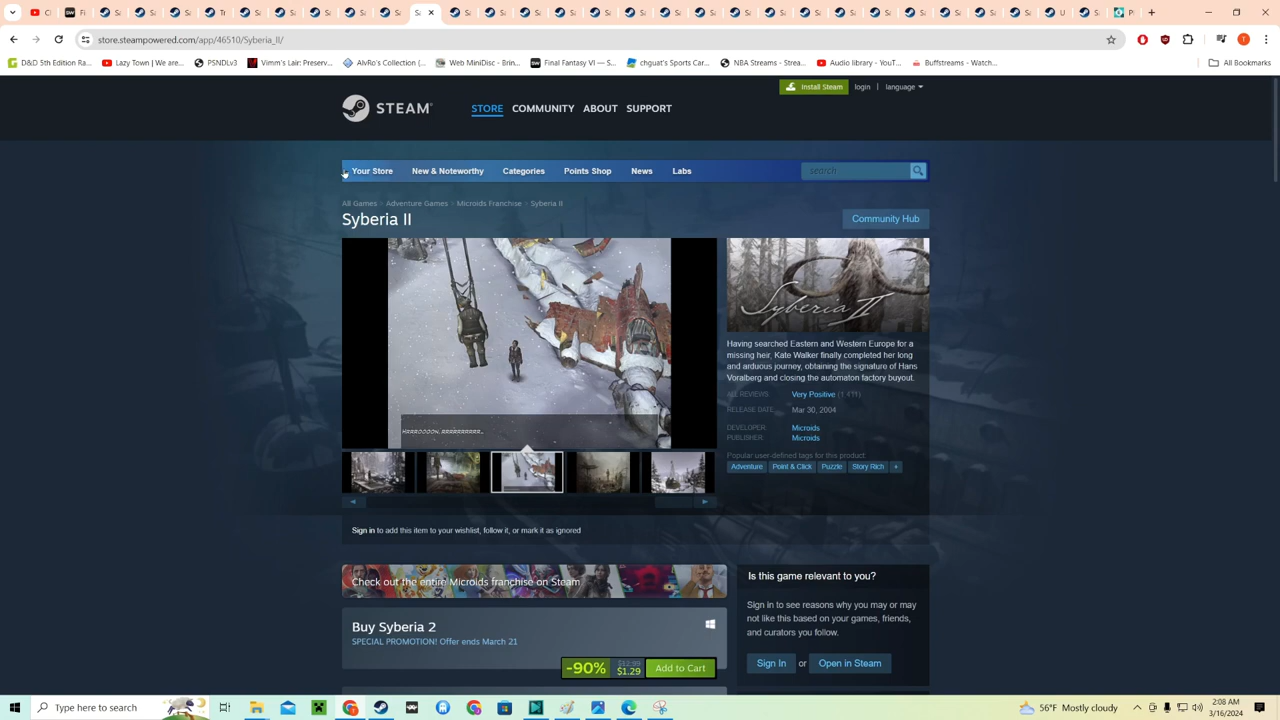 store.steampowered.com/app/46510/Syberia_II/
T
D&D 5th Edition Ra...
Lazy Town | We are...
PSNDLv3
Vimm's Lair: Preserv...
AlvRo's Collection (...
Web MiniDisc - Brin...
Final Fantasy VI — S...
chguat's Sports Car...
NBA Streams - Strea...
Audio library - YouT...
Buffstreams - Watch...
All Bookmarks
Install Steam
login | language
STEAM®
STORE COMMUNITY ABOUT SUPPORT
Your Store New & Noteworthy Categories Points Shop News Labs search
All Games > Adventure Games > Microids Franchise > Syberia II
Syberia II
Community Hub
Syberia II
Having searched Eastern and Western Europe for a
missing heir, Kate Walker finally completed her long
and arduous journey, obtaining the signature of Hans
Voralberg and closing the automaton factory buyout.
ALL REVIEWS: Very Positive (1,411)
RELEASE DATE: Mar 30, 2004
DEVELOPER: Microids
PUBLISHER: Microids
Popular user-defined tags for this product:
Adventure Point & Click Puzzle Story Rich +
Sign in to add this item to your wishlist, follow it, or mark it as ignored
Check out the entire Microids franchise on Steam
Buy Syberia 2
SPECIAL PROMOTION! Offer ends March 21
-90% $12.99 $1.29 Add to Cart
Is this game relevant to you?
Sign in to see reasons why you may or may
not like this based on your games, friends,
and curators you follow.
Sign In or Open in Steam
Type here to search
56°F Mostly cloudy
2:08 AM
3/16/2024